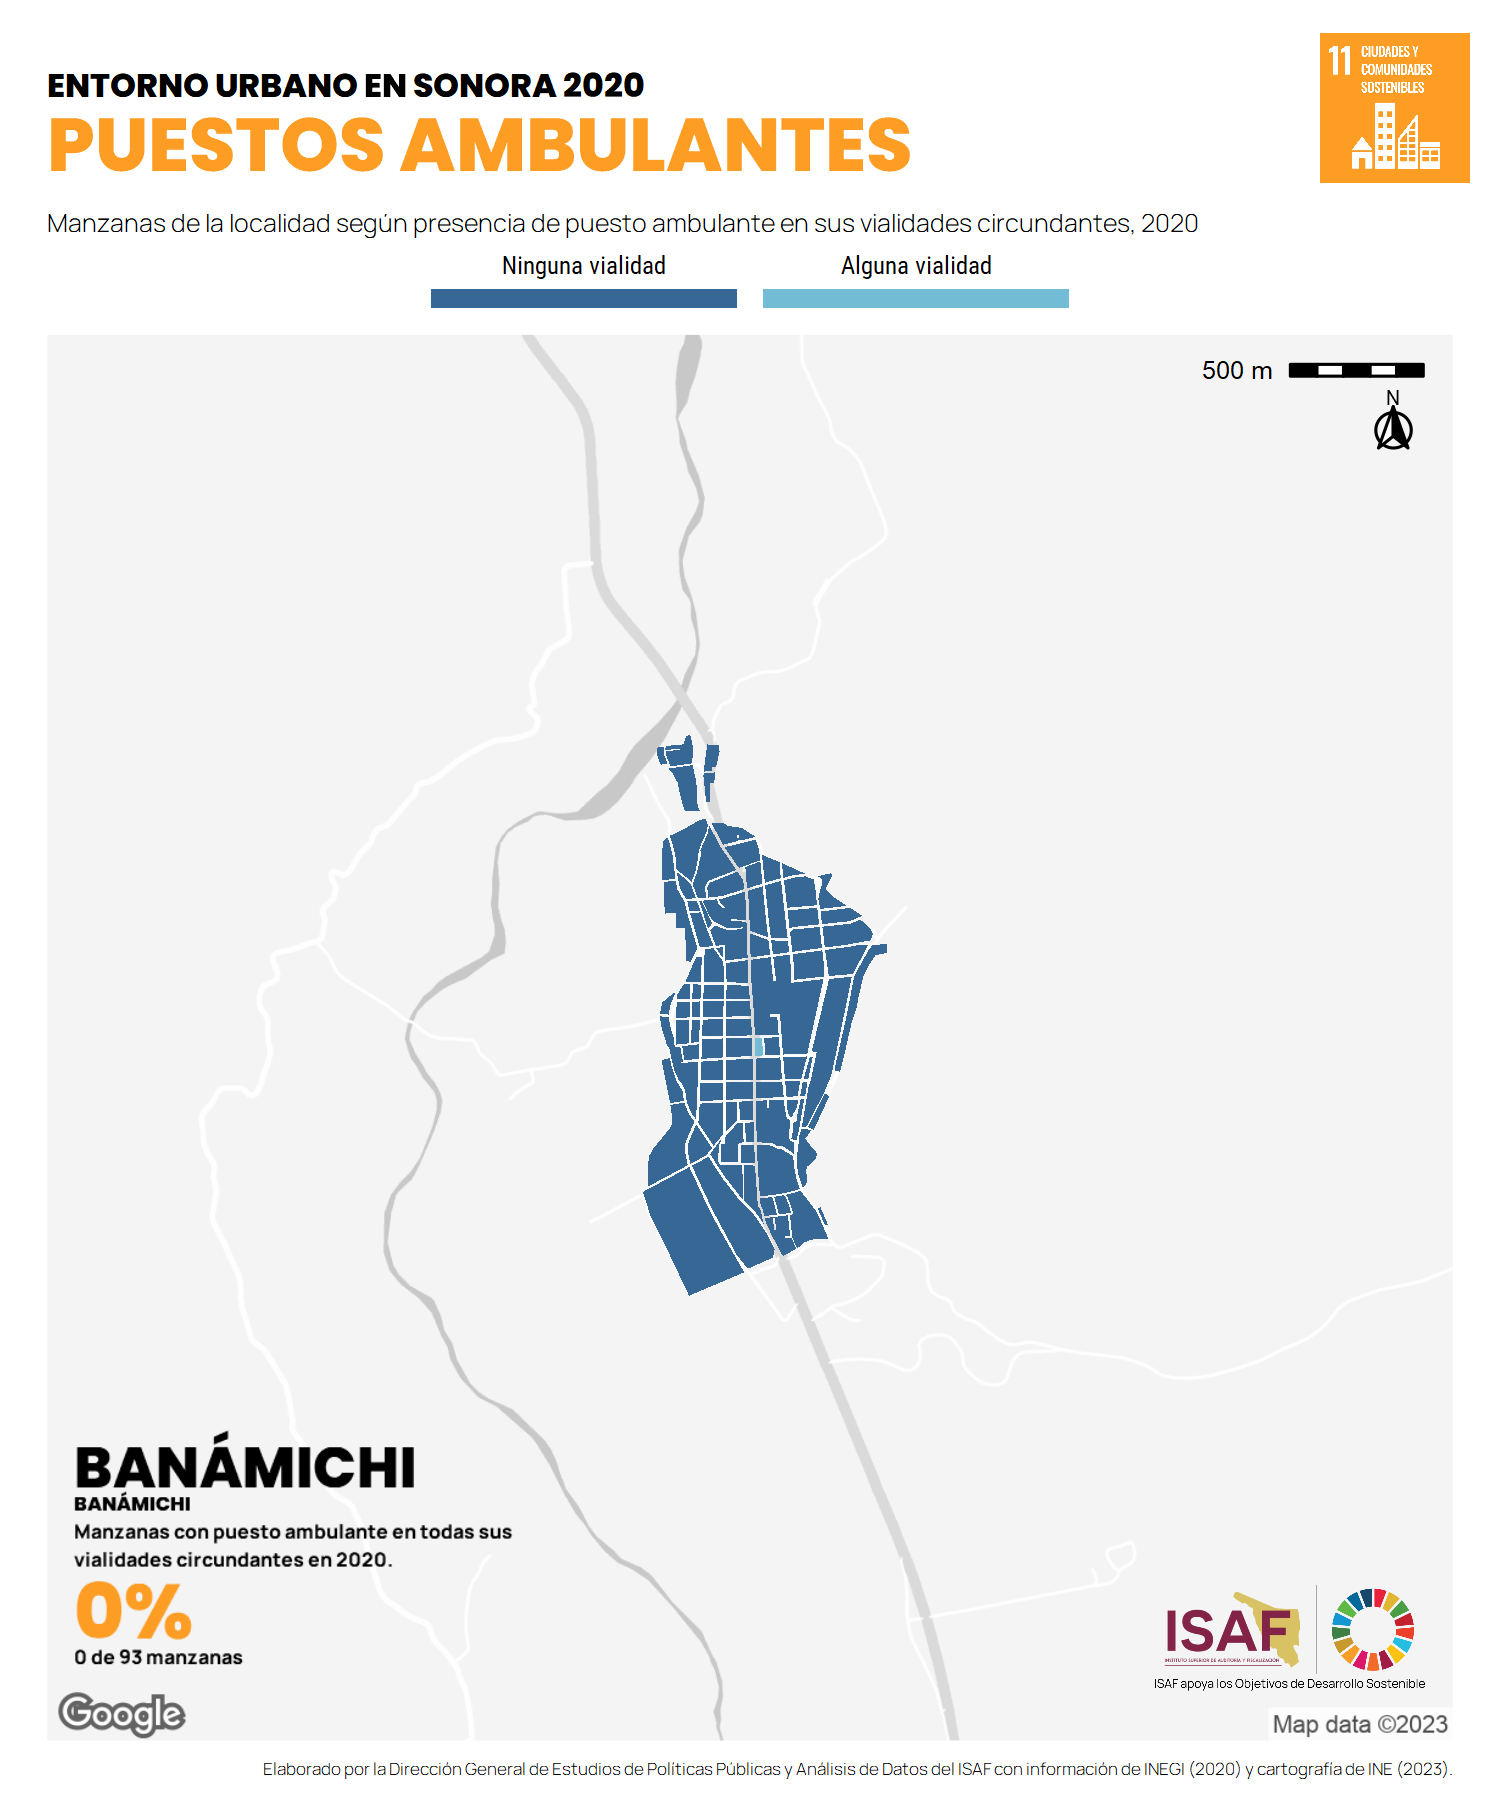 ENTORNO URBANO EN SONORA 2020
PUESTOS AMBULANTES
11 CIUDADES Y
COMUNIDADES
SOSTENIBLES
Manzanas de la localidad según presencia de puesto ambulante en sus vialidades circundantes, 2020
Ninguna vialidad
Alguna vialidad
500 m
N
BANÁMICHI
BANÁMICHI
Manzanas con puesto ambulante en todas sus
vialidades circundantes en 2020.
0%
0 de 93 manzanas
ISAF
INSTITUTO SUPERIOR DE AUDITORÍA Y FISCALIZACIÓN
ISAF apoya los Objetivos de Desarrollo Sostenible
Google
Map data ©2023
Elaborado por la Dirección General de Estudios de Políticas Públicas y Análisis de Datos del ISAF con información de INEGI (2020) y cartografía de INE (2023).